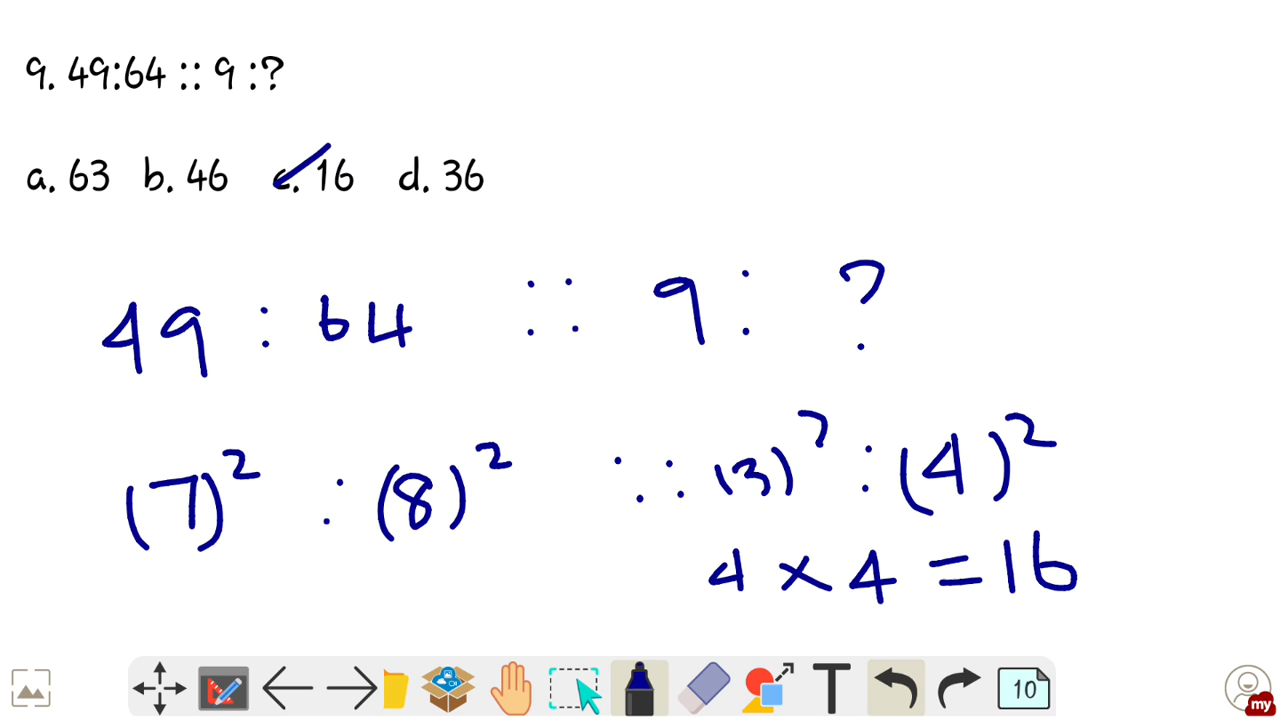 9. 49:64 :: 9 :?
a. 63 b. 46 c. 16 d. 36
49 : 64 :: 9 : ?
(7)² : (8)² :: (3)² : (4)²
4 × 4 = 16
T
10
my